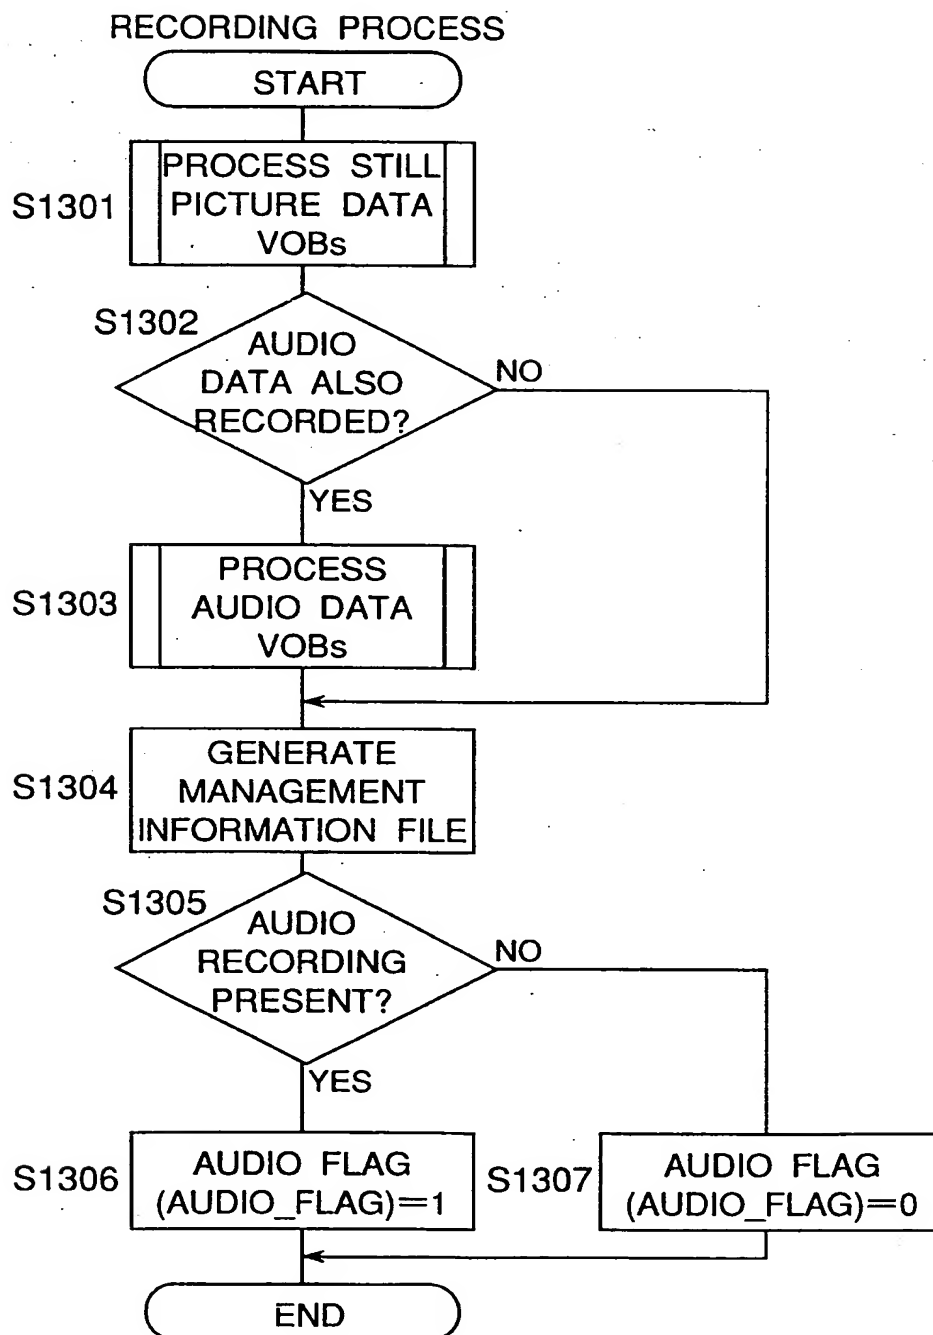 RECORDING PROCESS
START
S1301
PROCESS STILL
PICTURE DATA
VOBs
S1302
AUDIO
DATA ALSO
RECORDED?
NO
YES
S1303
PROCESS
AUDIO DATA
VOBs
S1304
GENERATE
MANAGEMENT
INFORMATION FILE
S1305
AUDIO
RECORDING
PRESENT?
NO
YES
S1306
AUDIO FLAG
(AUDIO_FLAG)=1
S1307
AUDIO FLAG
(AUDIO_FLAG)=0
END